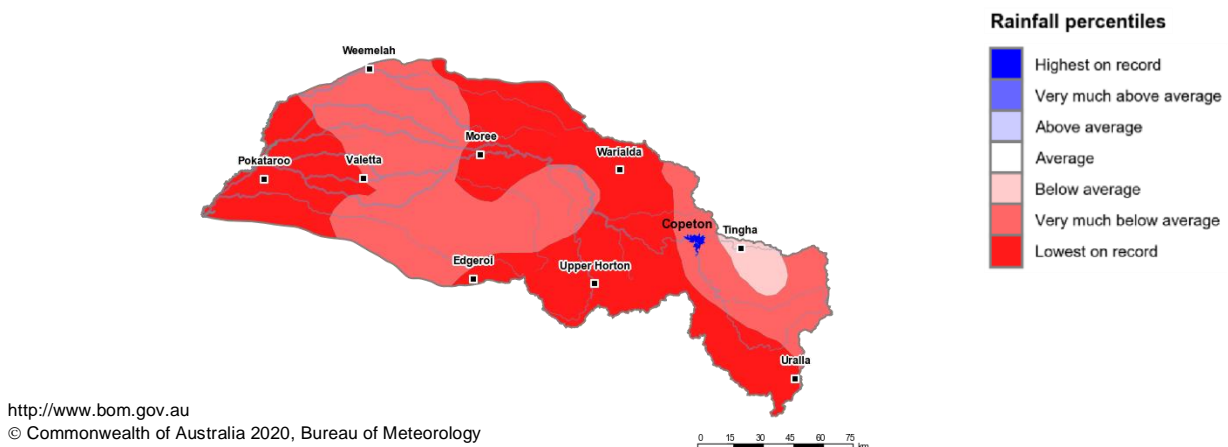 Rainfall percentiles
Highest on record
Very much above average
Above average
Average
Below average
Very much below average
Lowest on record
Weemelah
Moree
Warialda
Pokataroo
Valetta
Copeton
Tingha
Edgeroi
Upper Horton
Uralla
http://www.bom.gov.au
© Commonwealth of Australia 2020, Bureau of Meteorology
0 15 30 45 60 75
km